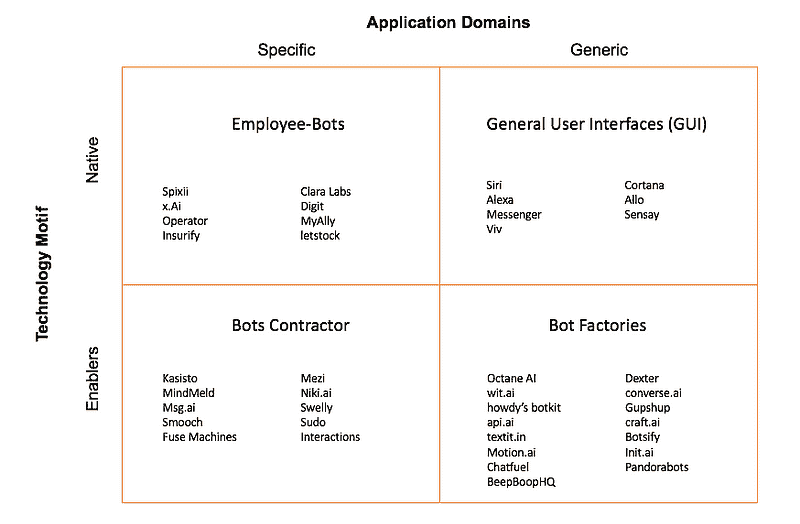 Application Domains
Specific
Generic
Technology Motif
Native
Employee-Bots
Spixii
x.Ai
Operator
Insurify
Clara Labs
Digit
MyAlly
letstock
General User Interfaces (GUI)
Siri
Alexa
Messenger
Viv
Cortana
Allo
Sensay
Enablers
Bots Contractor
Kasisto
MindMeld
Msg.ai
Smooch
Fuse Machines
Mezi
Niki.ai
Swelly
Sudo
Interactions
Bot Factories
Octane AI
wit.ai
howdy's botkit
api.ai
textit.in
Motion.ai
Chatfuel
BeepBoopHQ
Dexter
converse.ai
Gupshup
craft.ai
Botsify
Init.ai
Pandorabots